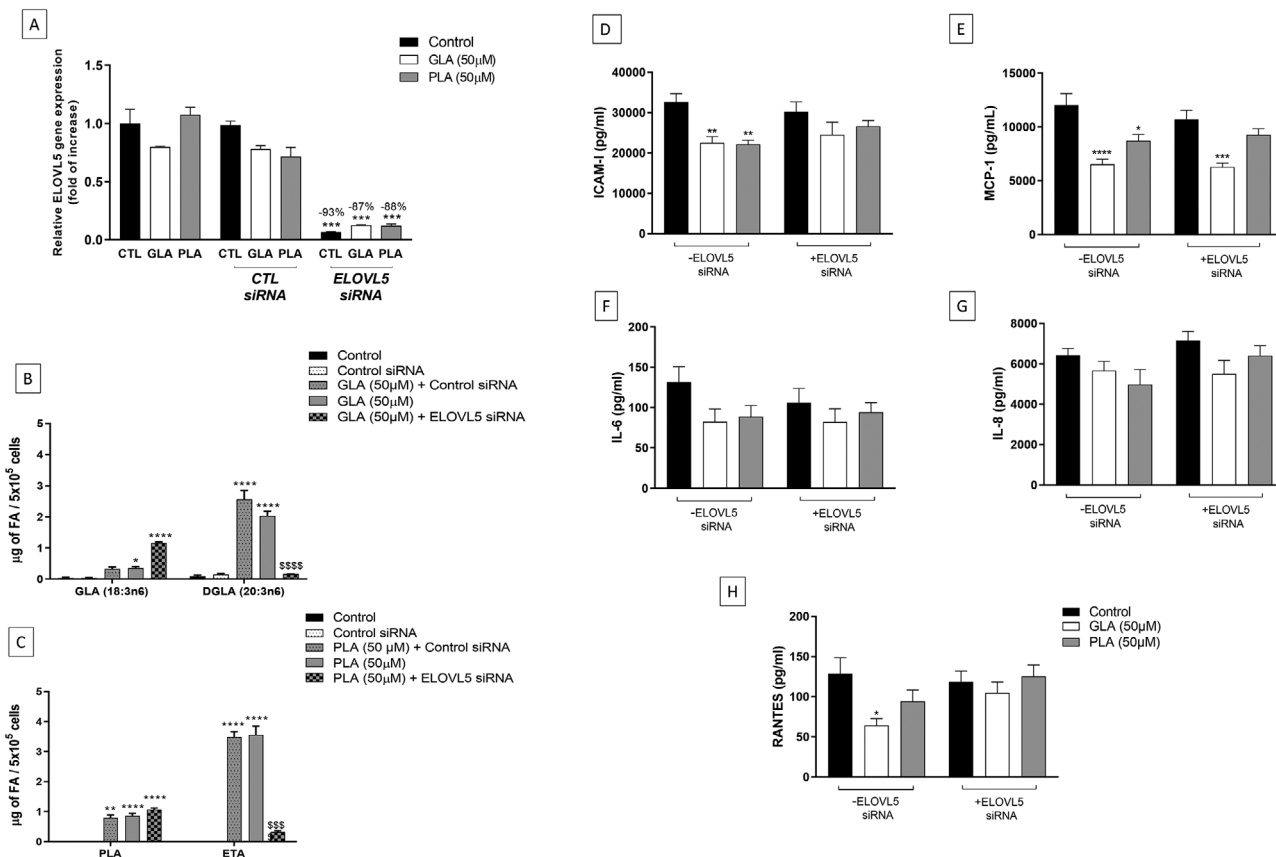 A
Control
GLA (50μM)
PLA (50μM)
Relative ELOVL5 gene expression
(fold of increase)
1.5
1.0
0.5
0.0
-93% -87% -88%
*** *** ***
CTL GLA PLA CTL GLA PLA CTL GLA PLA
CTL ELOVL5
siRNA siRNA
B
Control
Control siRNA
GLA (50μM) + Control siRNA
GLA (50μM)
GLA (50μM) + ELOVL5 siRNA
μg of FA / 5x10⁵ cells
5
4
3
2
1
0
* **** **** **** $$$$
GLA (18:3n6) DGLA (20:3n6)
C
Control
Control siRNA
PLA (50 μM) + Control siRNA
PLA (50μM)
PLA (50μM) + ELOVL5 siRNA
μg of FA / 5x10⁵ cells
5
4
3
2
1
0
** **** **** **** **** $$$
PLA ETA
D
ICAM-I (pg/ml)
40000
30000
20000
10000
0
** **
-ELOVL5 +ELOVL5
siRNA siRNA
E
MCP-1 (pg/mL)
15000
10000
5000
0
**** * ***
-ELOVL5 +ELOVL5
siRNA siRNA
F
IL-6 (pg/ml)
150
100
50
0
-ELOVL5 +ELOVL5
siRNA siRNA
G
IL-8 (pg/ml)
8000
6000
4000
2000
0
-ELOVL5 +ELOVL5
siRNA siRNA
H
Control
GLA (50μM)
PLA (50μM)
RANTES (pg/ml)
200
150
100
50
0
*
-ELOVL5 +ELOVL5
siRNA siRNA